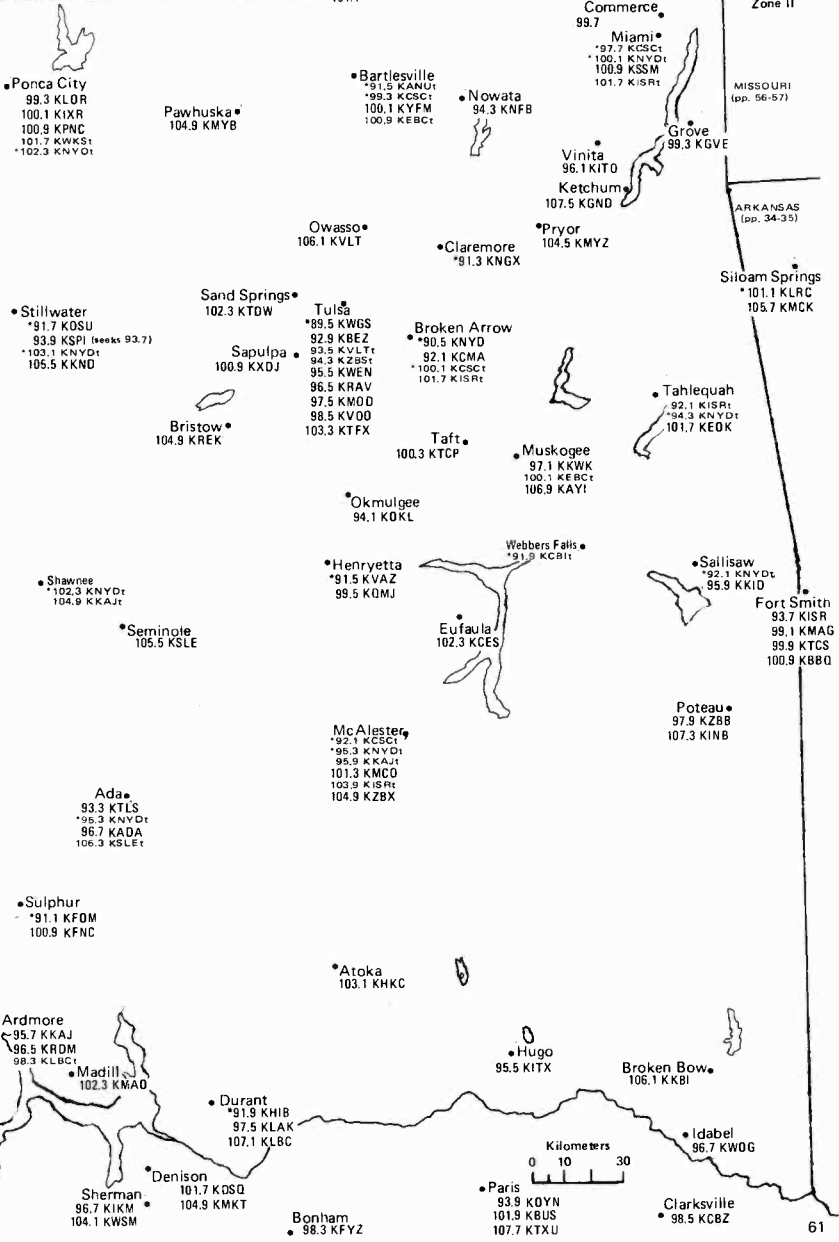 Commerce
99.7
Zone II
Miami
*97.7 KCSCt
*100.1 KNYDt
100.9 KSSM
101.7 KISRt
Ponca City
99.3 KLOR
100.1 KIXR
100.9 KPNC
101.7 KWKSt
*102.3 KNYOt
Pawhuska
104.9 KMYB
Bartlesville
*91.5 KANUt
*99.3 KCSCt
100.1 KYFM
100.9 KEBCt
Nowata
94.3 KNFB
MISSOURI
(pp. 56-57)
Grove
99.3 KGVE
Vinita
96.1 KITO
Ketchum
107.5 KGND
ARKANSAS
(pp. 34-35)
Owasso
106.1 KVLT
Claremore
*91.3 KNGX
Pryor
104.5 KMYZ
Siloam Springs
*101.1 KLRC
105.7 KMCK
Stillwater
*91.7 KOSU
93.9 KSPI (seeks 93.7)
*103.1 KNYDt
105.5 KKND
Sand Springs
102.3 KTOW
Sapulpa
100.9 KXDJ
Tulsa
*89.5 KWGS
92.9 KBEZ
93.5 KVLTt
94.3 KZBSt
95.5 KWEN
96.5 KRAV
97.5 KMOD
98.5 KVOO
103.3 KTFX
Broken Arrow
*90.5 KNYD
92.1 KCMA
*100.1 KCSCt
101.7 KISRt
Bristow
104.9 KREK
Taft
100.3 KTCP
Tahlequah
92.1 KISRt
*94.3 KNYDt
101.7 KEOK
Muskogee
97.1 KKWK
100.1 KEBCt
106.9 KAYI
Okmulgee
94.1 KOKL
Webbers Falls
*91.9 KCBIt
Shawnee
*102.3 KNYDt
104.9 KKAJt
Henryetta
*91.5 KVAZ
99.5 KQMJ
Sallisaw
*92.1 KNYDt
95.9 KKID
Fort Smith
93.7 KISR
99.1 KMAG
99.9 KTCS
100.9 KBBQ
Seminole
105.5 KSLE
Eufaula
102.3 KCES
Poteau
97.9 KZBB
107.3 KINB
McAlester
*92.1 KCSCt
*95.3 KNYDt
95.9 KKAJt
101.3 KMCO
103.9 KISRt
104.9 KZBX
Ada
93.3 KTLS
*95.3 KNYDt
96.7 KADA
106.3 KSLEt
Sulphur
*91.1 KFOM
100.9 KFNC
Atoka
103.1 KHKC
Ardmore
95.7 KKAJ
96.5 KRDM
98.3 KLBCt
Madill
102.3 KMAD
Hugo
95.5 KITX
Broken Bow
106.1 KKBI
Durant
*91.9 KHIB
97.5 KLAK
107.1 KLBC
Idabel
96.7 KWOG
Kilometers
0 10 30
Denison
101.7 KDSQ
104.9 KMKT
Sherman
96.7 KIKM
104.1 KWSM
Paris
93.9 KOYN
101.9 KBUS
107.7 KTXU
Clarksville
98.5 KCBZ
Bonham
98.3 KFYZ
61